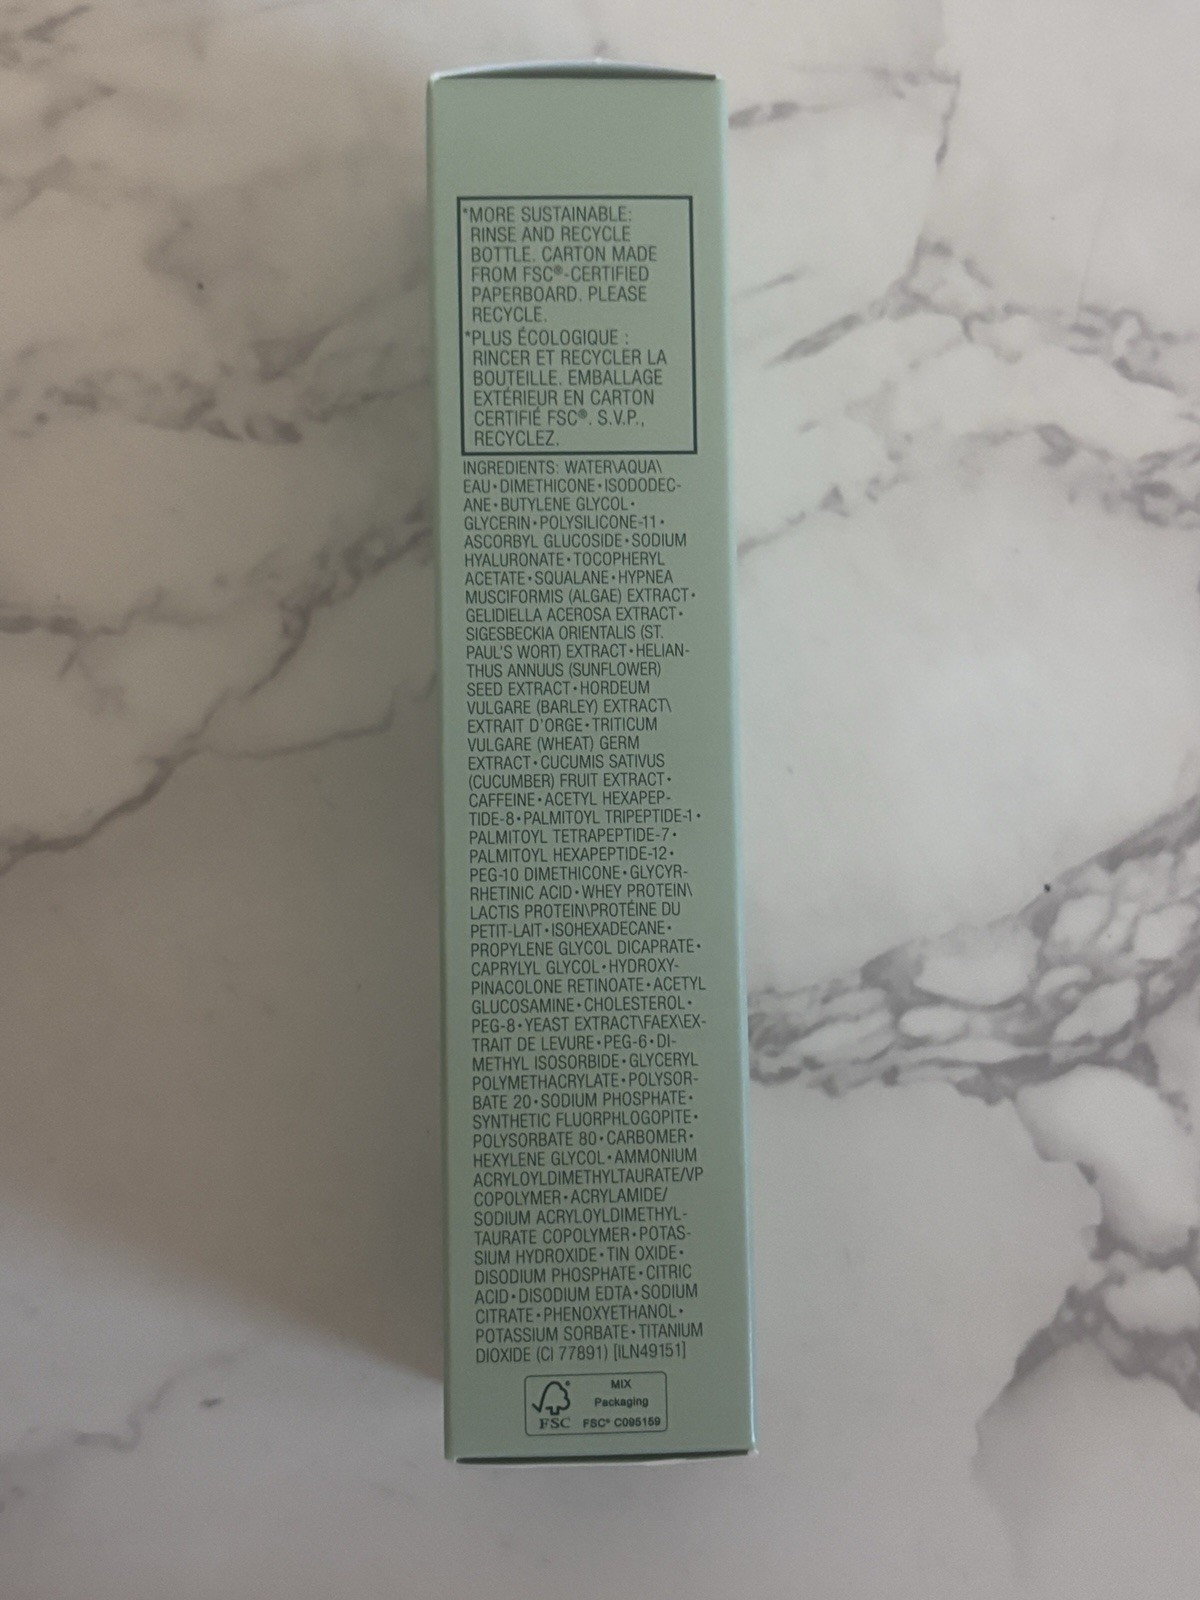 *MORE SUSTAINABLE:
RINSE AND RECYCLE
BOTTLE. CARTON MADE
FROM FSC®-CERTIFIED
PAPERBOARD. PLEASE
RECYCLE.
*PLUS ÉCOLOGIQUE :
RINCER ET RECYCLER LA
BOUTEILLE. EMBALLAGE
EXTÉRIEUR EN CARTON
CERTIFIÉ FSC®. S.V.P.,
RECYCLEZ.
INGREDIENTS: WATER\AQUA\
EAU•DIMETHICONE•ISODODEC-
ANE•BUTYLENE GLYCOL•
GLYCERIN•POLYSILICONE-11•
ASCORBYL GLUCOSIDE•SODIUM
HYALURONATE•TOCOPHERYL
ACETATE•SQUALANE•HYPNEA
MUSCIFORMIS (ALGAE) EXTRACT•
GELIDIELLA ACEROSA EXTRACT•
SIGESBECKIA ORIENTALIS (ST.
PAUL'S WORT) EXTRACT•HELIAN-
THUS ANNUUS (SUNFLOWER)
SEED EXTRACT•HORDEUM
VULGARE (BARLEY) EXTRACT\
EXTRAIT D'ORGE•TRITICUM
VULGARE (WHEAT) GERM
EXTRACT•CUCUMIS SATIVUS
(CUCUMBER) FRUIT EXTRACT•
CAFFEINE•ACETYL HEXAPEP-
TIDE-8•PALMITOYL TRIPEPTIDE-1•
PALMITOYL TETRAPEPTIDE-7•
PALMITOYL HEXAPEPTIDE-12•
PEG-10 DIMETHICONE•GLYCYR-
RHETINIC ACID•WHEY PROTEIN\
LACTIS PROTEIN\PROTÉINE DU
PETIT-LAIT•ISOHEXADECANE•
PROPYLENE GLYCOL DICAPRATE•
CAPRYLYL GLYCOL•HYDROXY-
PINACOLONE RETINOATE•ACETYL
GLUCOSAMINE•CHOLESTEROL•
PEG-8•YEAST EXTRACT\FAEX\EX-
TRAIT DE LEVURE•PEG-6•DI-
METHYL ISOSORBIDE•GLYCERYL
POLYMETHACRYLATE•POLYSOR-
BATE 20•SODIUM PHOSPHATE•
SYNTHETIC FLUORPHLOGOPITE•
POLYSORBATE 80•CARBOMER•
HEXYLENE GLYCOL•AMMONIUM
ACRYLOYLDIMETHYLTAURATE/VP
COPOLYMER•ACRYLAMIDE/
SODIUM ACRYLOYLDIMETHYL-
TAURATE COPOLYMER•POTAS-
SIUM HYDROXIDE•TIN OXIDE•
DISODIUM PHOSPHATE•CITRIC
ACID•DISODIUM EDTA•SODIUM
CITRATE•PHENOXYETHANOL•
POTASSIUM SORBATE•TITANIUM
DIOXIDE (CI 77891) [ILN49151]
MIX
Packaging
FSC FSC® C095159